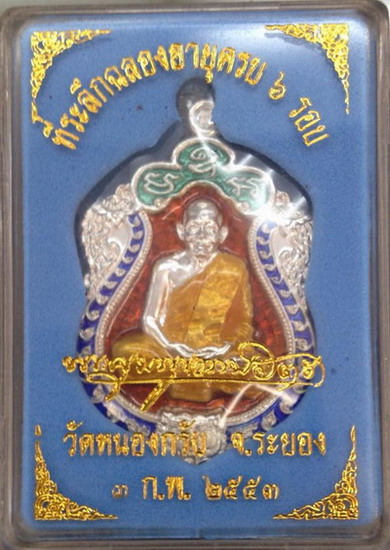 ที่ระลึกฉลองอายุครบ ๖ รอบ
วัดหนองกรับ จ.ระยอง
๓ ก.พ. ๒๕๕๓